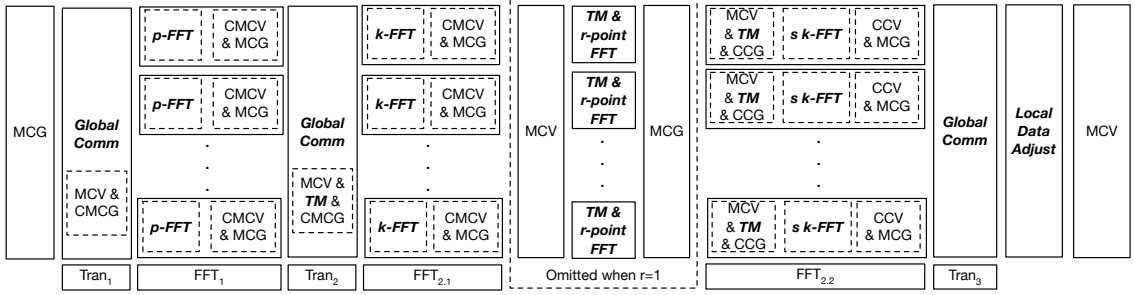 MCG
Global
Comm
MCV &
CMCG
Tran1
p-FFT
CMCV
& MCG
p-FFT
CMCV
& MCG
.
.
.
p-FFT
CMCV
& MCG
FFT1
Global
Comm
MCV &
TM &
CMCG
Tran2
k-FFT
CMCV
& MCG
k-FFT
CMCV
& MCG
.
.
.
k-FFT
CMCV
& MCG
FFT2.1
MCV
TM &
r-point
FFT
TM &
r-point
FFT
.
.
.
TM &
r-point
FFT
MCG
Omitted when r=1
MCV
& TM
& CCG
s k-FFT
CCV
& MCG
MCV
& TM
& CCG
s k-FFT
CCV
& MCG
.
.
.
MCV
& TM
& CCG
s k-FFT
CCV
& MCG
FFT2.2
Global
Comm
Tran3
Local
Data
Adjust
MCV